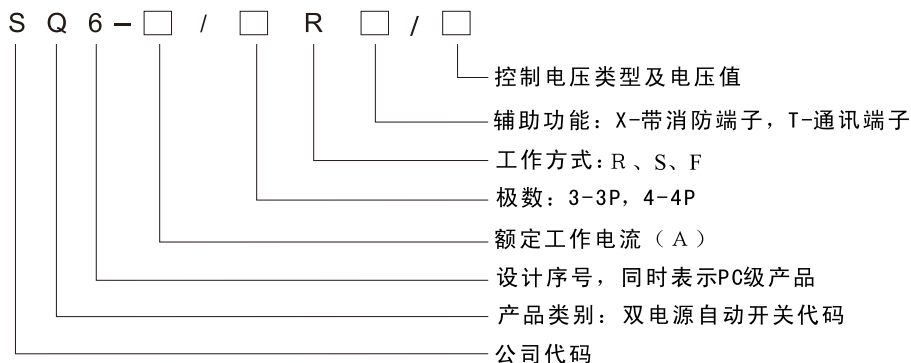 S Q 6 - □ / □ R □ / □
控制电压类型及电压值
辅助功能: X-带消防端子, T-通讯端子
工作方式: R、S、F
极数: 3-3P, 4-4P
额定工作电流（A）
设计序号, 同时表示PC级产品
产品类别: 双电源自动开关代码
公司代码